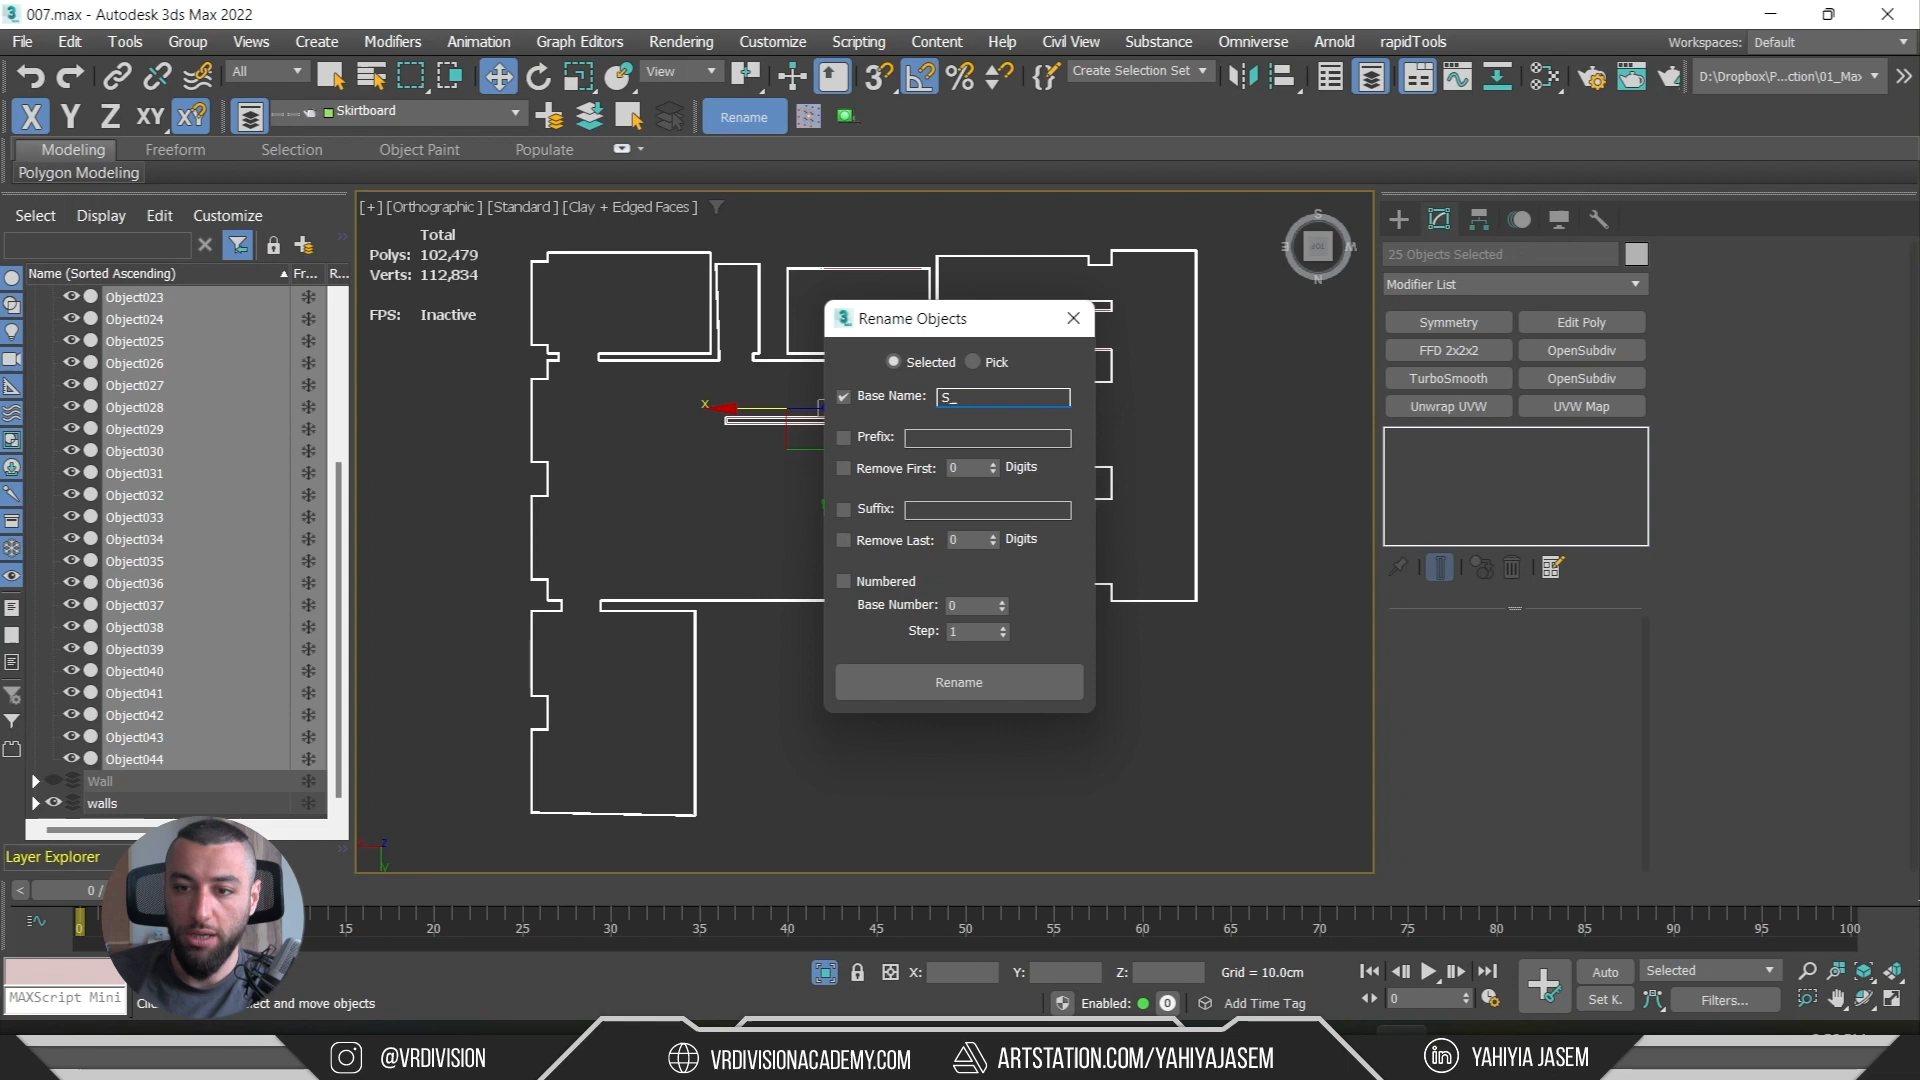 007.max - Autodesk 3ds Max 2022
File Edit Tools Group Views Create Modifiers Animation Graph Editors Rendering Customize Scripting Content Help Civil View Substance Omniverse Arnold rapidTools Workspaces: Default
All View Create Selection Set D:\Dropbox\P...ction\01_Max
X Y Z XY Skirtboard Rename
Modeling Freeform Selection Object Paint Populate
Polygon Modeling
Select Display Edit Customize
Name (Sorted Ascending) Fr... R...
Object023
Object024
Object025
Object026
Object027
Object028
Object029
Object030
Object031
Object032
Object033
Object034
Object035
Object036
Object037
Object038
Object039
Object040
Object041
Object042
Object043
Object044
Wall
walls
Layer Explorer
0 /
[+] [Orthographic ] [Standard ] [Clay + Edged Faces ]
Total
Polys: 102,479
Verts: 112,834
FPS: Inactive
S
E TOP W
N
x
Rename Objects
Selected Pick
Base Name: S_
Prefix:
Remove First: 0 Digits
Suffix:
Remove Last: 0 Digits
Numbered
Base Number: 0
Step: 1
Rename
25 Objects Selected
Modifier List
Symmetry Edit Poly
FFD 2x2x2 OpenSubdiv
TurboSmooth OpenSubdiv
Unwrap UVW UVW Map
z
y
0 15 20 25 30 35 40 45 50 55 60 65 70 75 80 85 90 95 100
X: Y: Z: Grid = 10.0cm Auto Selected
MAXScript Mini ect and move objects Enabled: 0 Add Time Tag 0 Set K. Filters...
@VRDIVISION VRDIVISIONACADEMY.COM ARTSTATION.COM/YAHIYAJASEM YAHIYIA JASEM